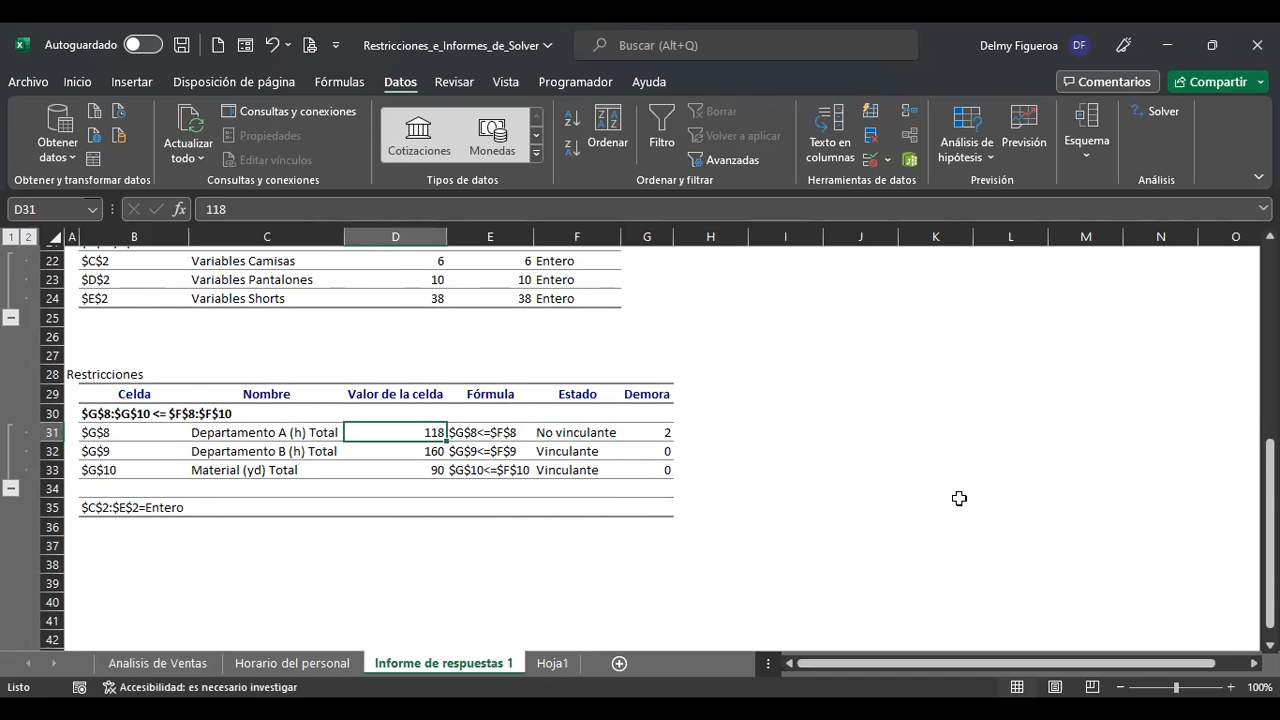 Autoguardado
Restricciones_e_Informes_de_Solver
Buscar (Alt+Q)
Delmy Figueroa
DF
Archivo Inicio Insertar Disposición de página Fórmulas Datos Revisar Vista Programador Ayuda
Comentarios
Compartir
Obtener datos
Actualizar todo
Consultas y conexiones
Propiedades
Editar vínculos
Cotizaciones
Monedas
Ordenar
Filtro
Borrar
Volver a aplicar
Avanzadas
Texto en columnas
Análisis de hipótesis
Previsión
Esquema
Solver
Obtener y transformar datos
Consultas y conexiones
Tipos de datos
Ordenar y filtrar
Herramientas de datos
Previsión
Análisis
D31 fx 118
1 2 A B C D E F G H I J K L M N O
22 $C$2 Variables Camisas 6 6 Entero
23 $D$2 Variables Pantalones 10 10 Entero
24 $E$2 Variables Shorts 38 38 Entero
25
26
27
28 Restricciones
29 Celda Nombre Valor de la celda Fórmula Estado Demora
30 $G$8:$G$10 <= $F$8:$F$10
31 $G$8 Departamento A (h) Total 118 $G$8<=$F$8 No vinculante 2
32 $G$9 Departamento B (h) Total 160 $G$9<=$F$9 Vinculante 0
33 $G$10 Material (yd) Total 90 $G$10<=$F$10 Vinculante 0
34
35 $C$2:$E$2=Entero
36
37
38
39
40
41
42
Analisis de Ventas Horario del personal Informe de respuestas 1 Hoja1
Listo
Accesibilidad: es necesario investigar
100%